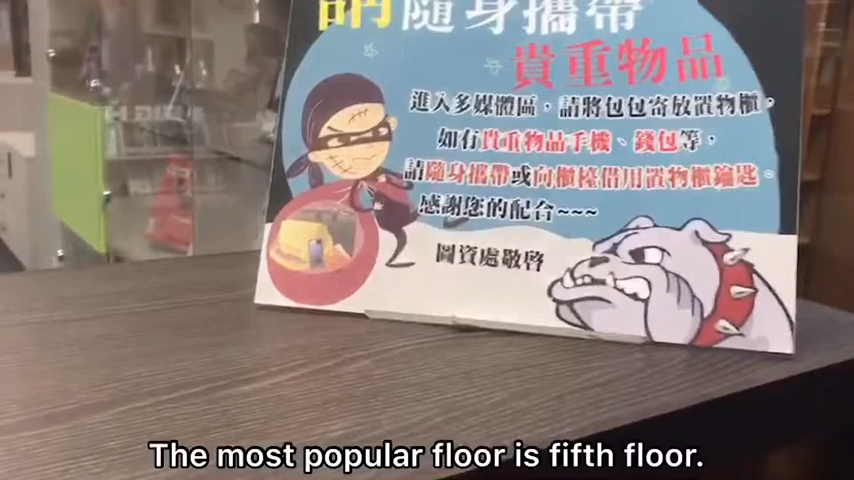 請隨身攜帶
貴重物品
進入多媒體區，請將包包寄放置物櫃，
如有貴重物品手機、錢包等，
請隨身攜帶或向櫃檯借用置物櫃鑰匙。
感謝您的配合~~~
圖資處敬啓
The most popular floor is fifth floor.